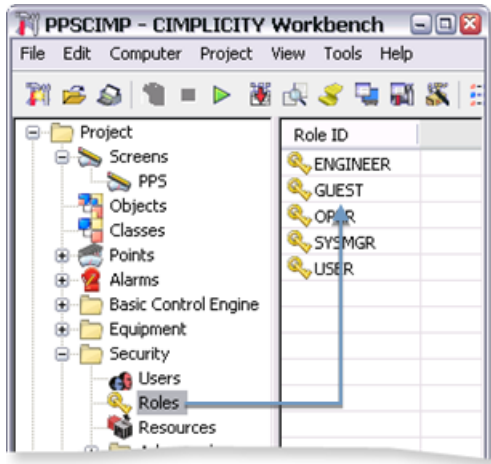 PPSCIMP - CIMPLICITY Workbench
File Edit Computer Project View Tools Help
Project
Screens
PPS
Objects
Classes
Points
Alarms
Basic Control Engine
Equipment
Security
Users
Roles
Resources
Role ID
ENGINEER
GUEST
SYSMGR
USER